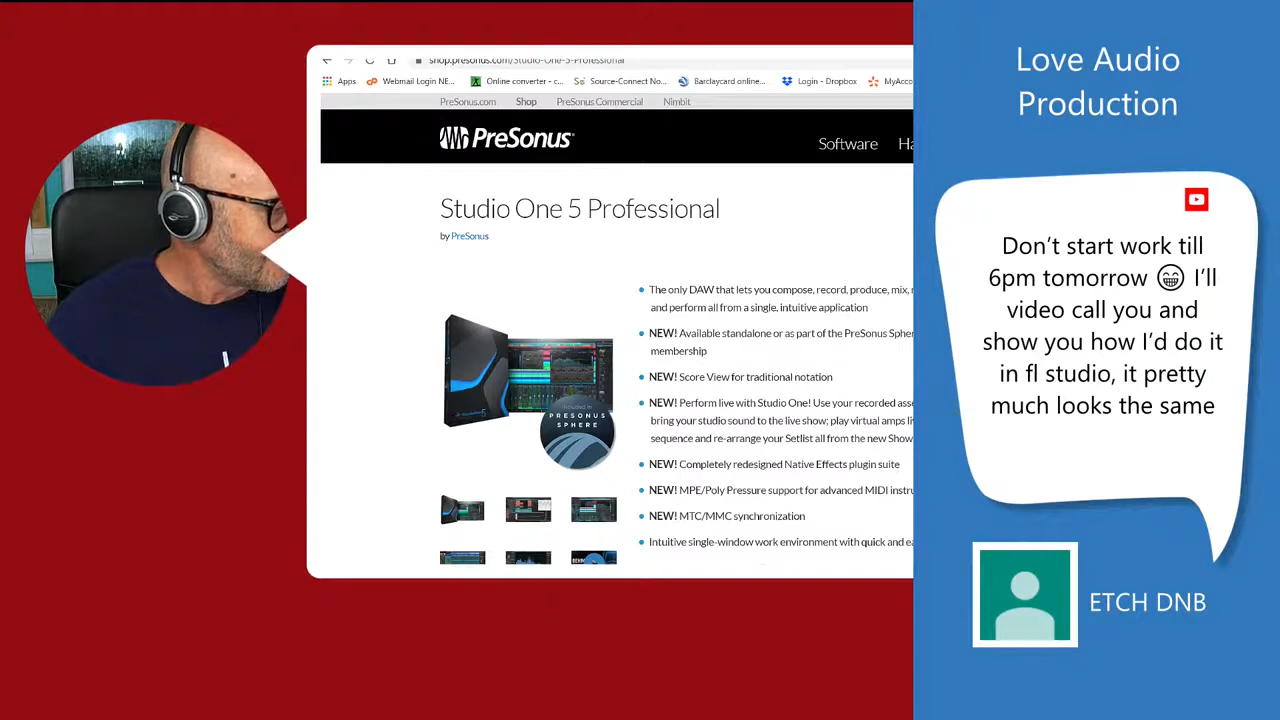 shop.presonus.com/Studio-One-5-Professional
Apps Webmail Login NE... Online converter - c... Source-Connect No... Barclaycard online... Login - Dropbox MyAcco
PreSonus.com Shop PreSonus Commercial Nimbit
PreSonus
Software Ha
Studio One 5 Professional
by PreSonus
The only DAW that lets you compose, record, produce, mix,
and perform all from a single, intuitive application
NEW! Available standalone or as part of the PreSonus Sphere
membership
NEW! Score View for traditional notation
NEW! Perform live with Studio One! Use your recorded asse
bring your studio sound to the live show; play virtual amps li
sequence and re-arrange your Setlist all from the new Show
NEW! Completely redesigned Native Effects plugin suite
NEW! MPE/Poly Pressure support for advanced MIDI instru
NEW! MTC/MMC synchronization
Intuitive single-window work environment with quick and ea
PRESONUS
SPHERE
Love Audio
Production
Don’t start work till
6pm tomorrow 😁 I’ll
video call you and
show you how I’d do it
in fl studio, it pretty
much looks the same
ETCH DNB